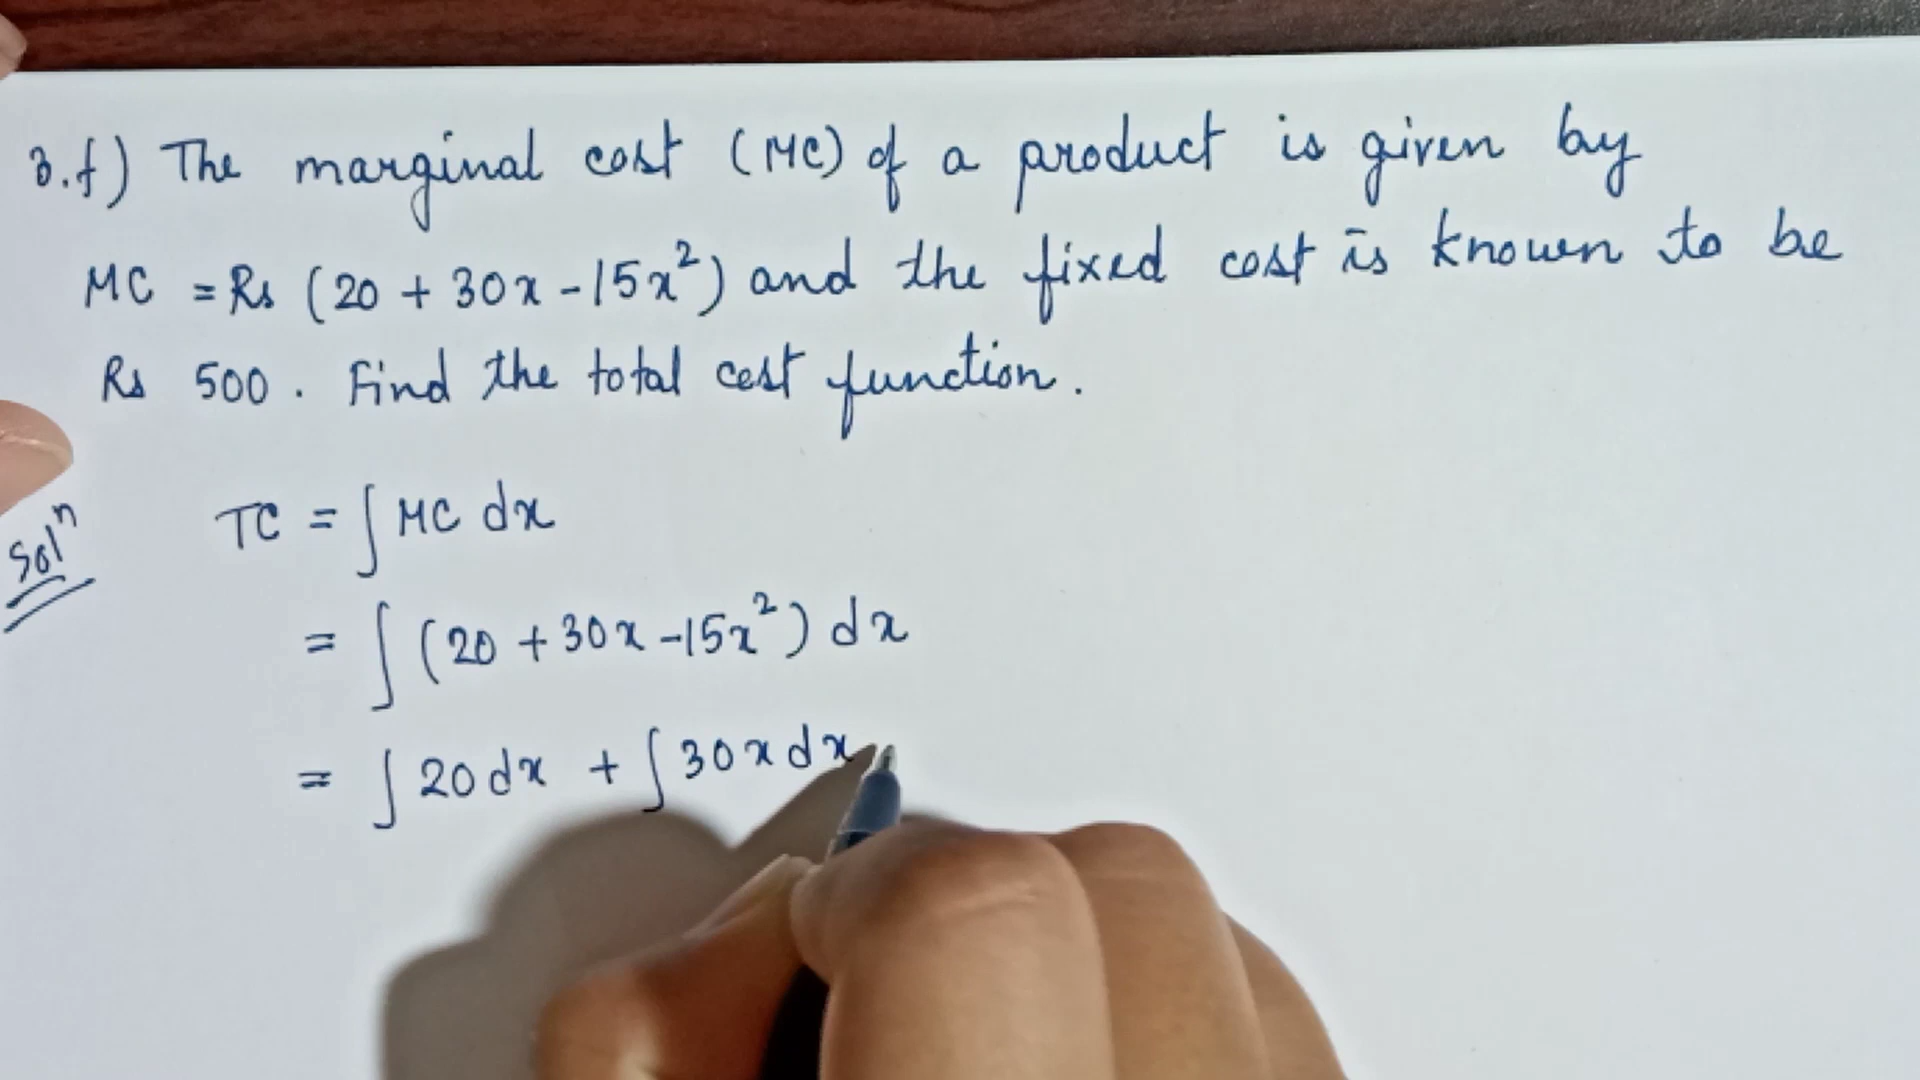 3.f) The marginal cost (MC) of a product is given by
MC = Rs (20 + 30x - 15x²) and the fixed cost is known to be
Rs 500. Find the total cost function.
Solⁿ
TC = ∫ MC dx
= ∫ (20 + 30x - 15x²) dx
= ∫ 20 dx + ∫ 30x dx